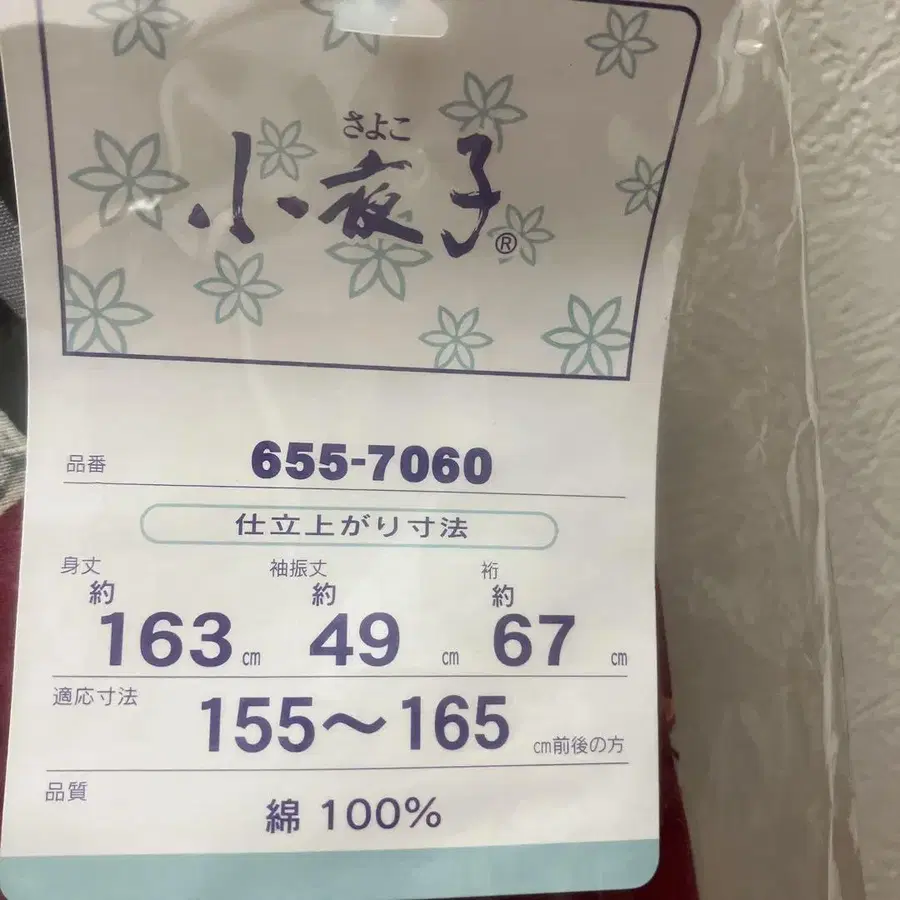 さよこ
小夜子®
品番 655-7060
仕立上がり寸法
身丈 袖振丈 裄
約 約 約
163cm 49cm 67cm
適応寸法 155〜165cm前後の方
品質
綿 100%